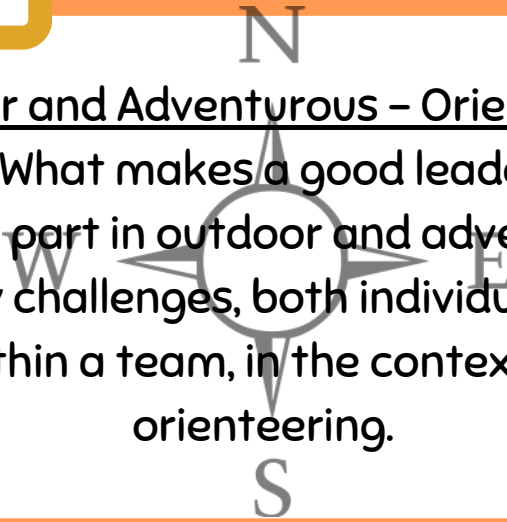 N
r and Adventurous – Orie
What makes a good lead
part in outdoor and adve
W E
challenges, both individu
thin a team, in the contex
orienteering.
S